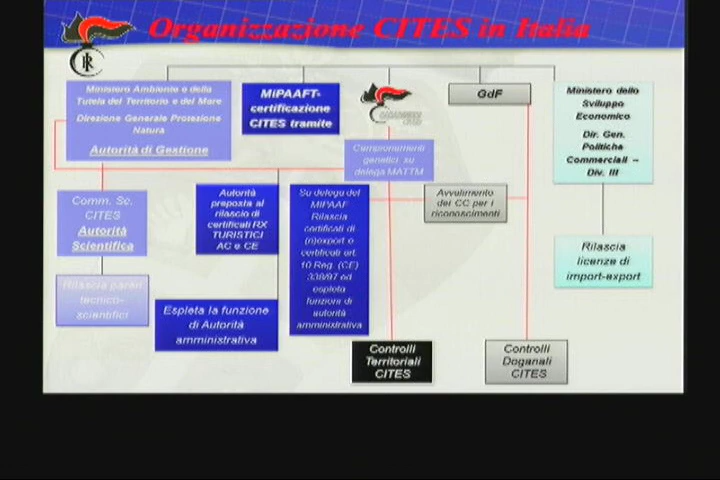 Organizzazione CITES in Italia
Ministero Ambiente e della
Tutela del Territorio e del Mare
Direzione Generale Protezione
Natura
Autorità di Gestione
MiPAAFT-
certificazione
CITES tramite
GdF
Ministero dello
Sviluppo
Economico
Dir. Gen.
Politiche
Commerciali –
Div. III
Campionamenti
genetici su
delega MATTM
Comm. Sc.
CITES
Autorità
Scientifica
Autorità
preposta al
rilascio di
certificati RX
TURISTICI
AC e CE
Su delega del
MIPAAF
Rilascia
certificati di
(ri)export e
certificati art.
10 Reg. (CE)
338/97 ed
espleta
funzioni di
autorità
amministrativa
Avvalimento
dei CC per i
riconoscimenti
Rilascia
licenze di
import-export
Rilascia pareri
tecnico-
scientifici
Espleta la funzione
di Autorità
amministrativa
Controlli
Territoriali
CITES
Controlli
Doganali
CITES